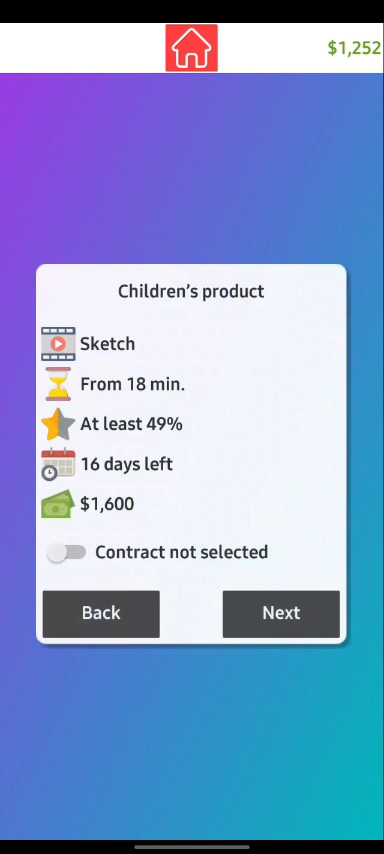 $1,252
Children's product
Sketch
From 18 min.
At least 49%
16 days left
$1,600
Contract not selected
Back
Next